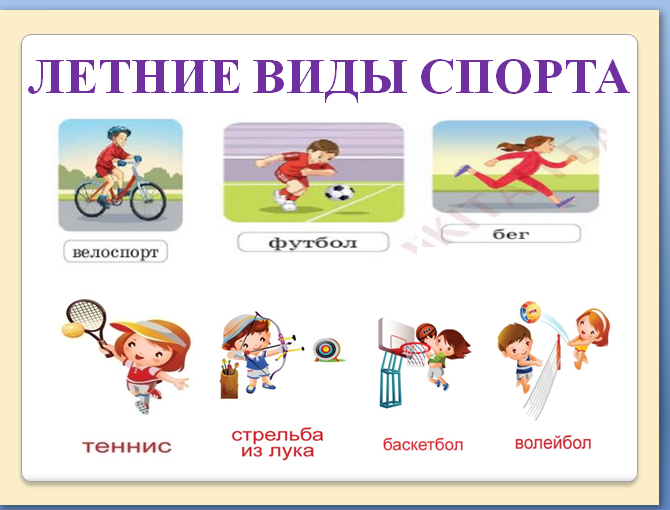 ЛЕТНИЕ ВИДЫ СПОРТА
велоспорт
футбол
бег
теннис
стрельба
из лука
баскетбол
волейбол